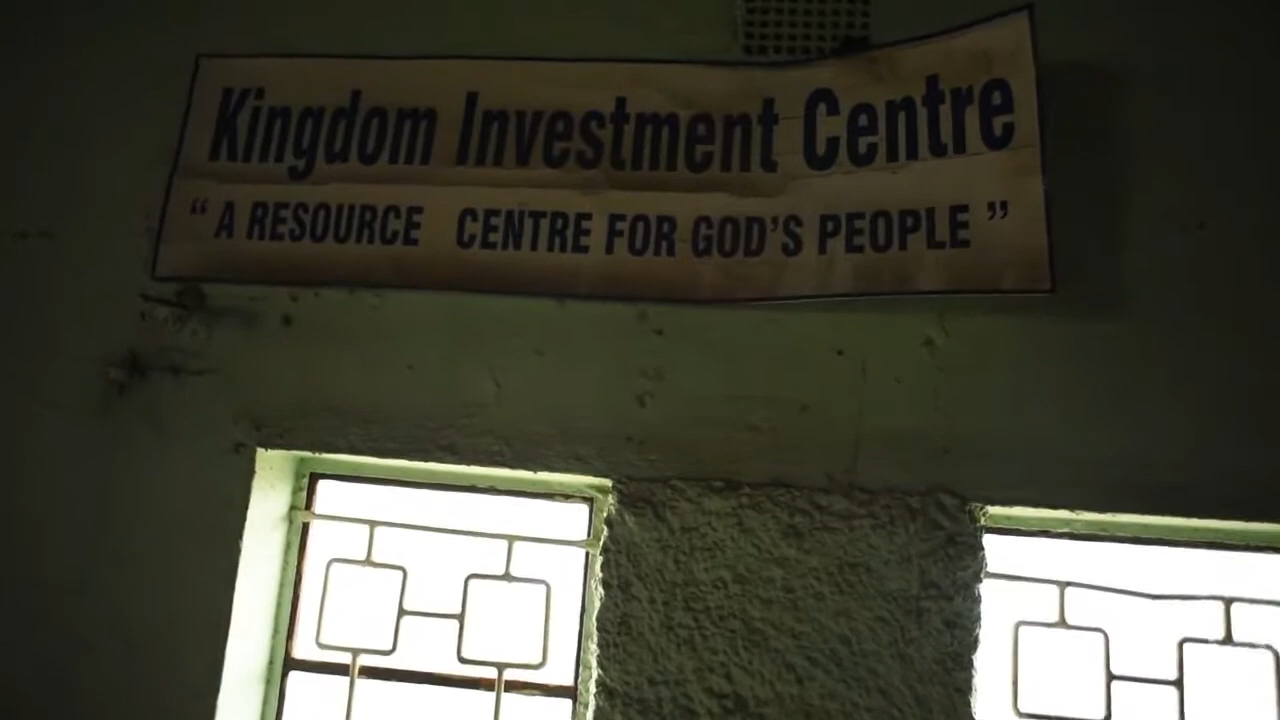 Kingdom Investment Centre
“ A RESOURCE CENTRE FOR GOD’S PEOPLE ”